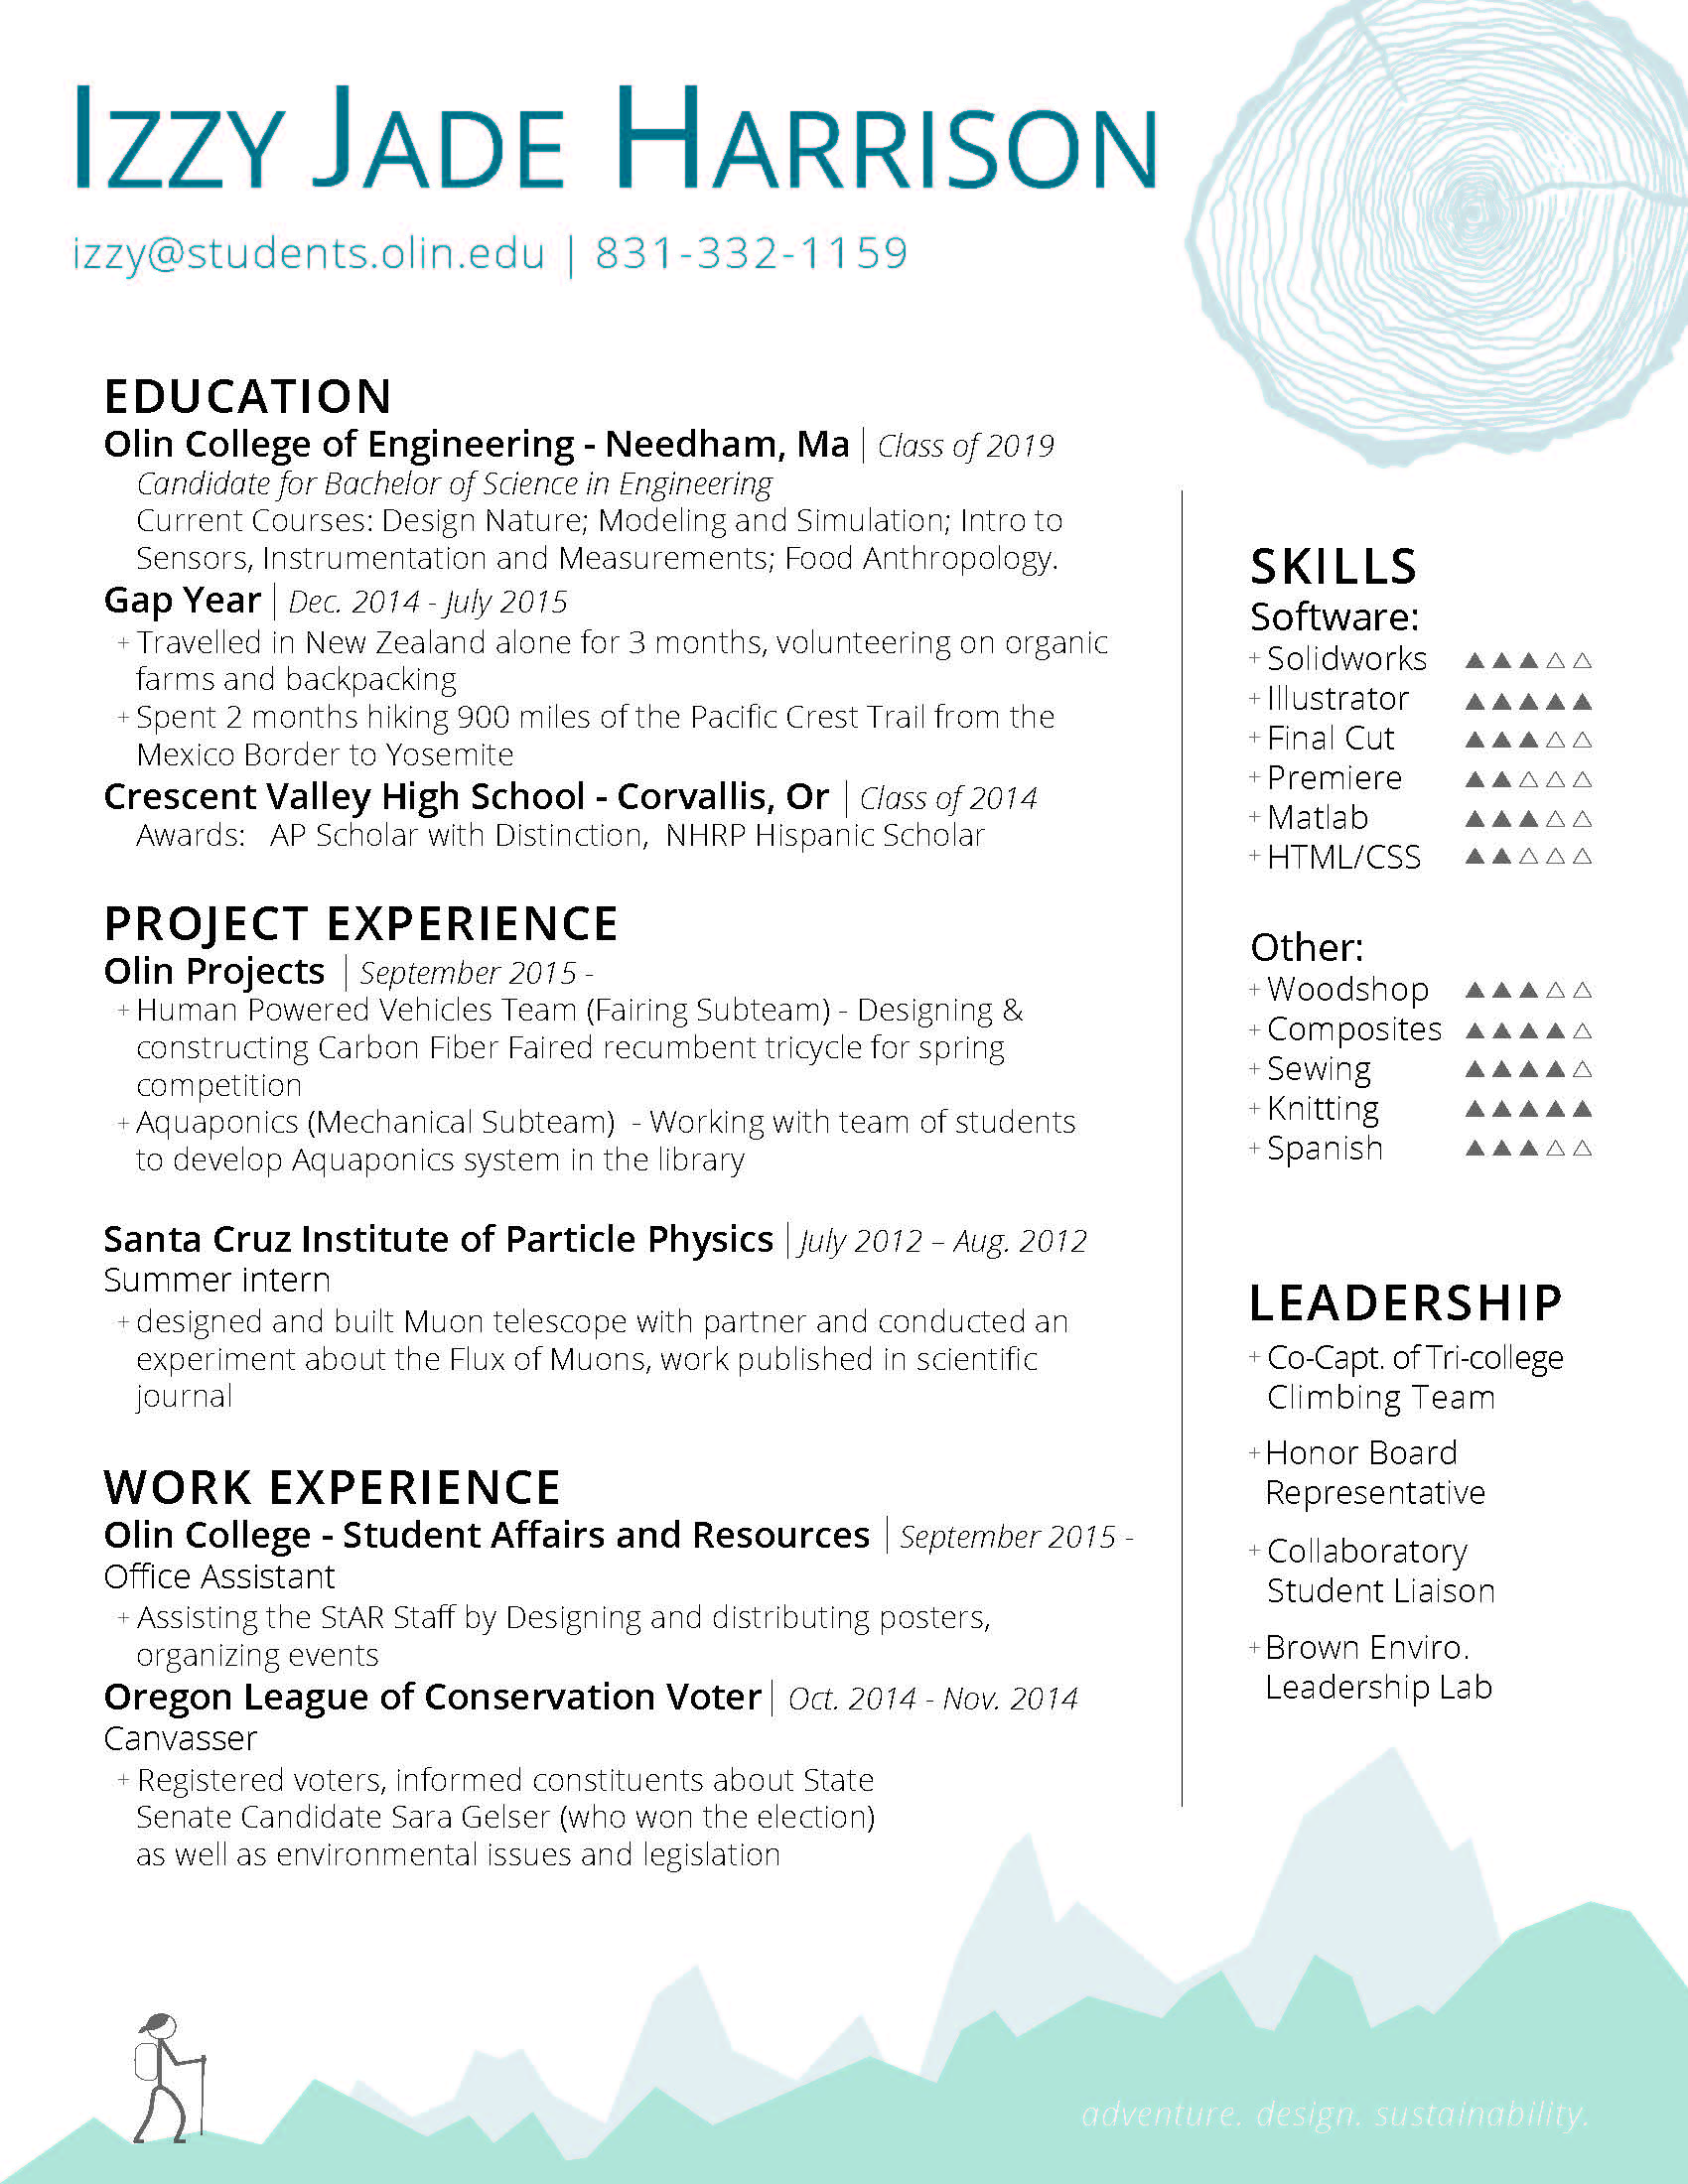 Izzy Jade Harrison
izzy@students.olin.edu | 831-332-1159
EDUCATION
Olin College of Engineering - Needham, Ma | Class of 2019
Candidate for Bachelor of Science in Engineering
Current Courses: Design Nature; Modeling and Simulation; Intro to
Sensors, Instrumentation and Measurements; Food Anthropology.
Gap Year | Dec. 2014 - July 2015
+ Travelled in New Zealand alone for 3 months, volunteering on organic
farms and backpacking
+ Spent 2 months hiking 900 miles of the Pacific Crest Trail from the
Mexico Border to Yosemite
Crescent Valley High School - Corvallis, Or | Class of 2014
Awards: AP Scholar with Distinction, NHRP Hispanic Scholar
PROJECT EXPERIENCE
Olin Projects | September 2015 -
+ Human Powered Vehicles Team (Fairing Subteam) - Designing &
constructing Carbon Fiber Faired recumbent tricycle for spring
competition
+ Aquaponics (Mechanical Subteam) - Working with team of students
to develop Aquaponics system in the library
Santa Cruz Institute of Particle Physics | July 2012 – Aug. 2012
Summer intern
+ designed and built Muon telescope with partner and conducted an
experiment about the Flux of Muons, work published in scientific
journal
WORK EXPERIENCE
Olin College - Student Affairs and Resources | September 2015 -
Office Assistant
+ Assisting the StAR Staff by Designing and distributing posters,
organizing events
Oregon League of Conservation Voter | Oct. 2014 - Nov. 2014
Canvasser
+ Registered voters, informed constituents about State
Senate Candidate Sara Gelser (who won the election)
as well as environmental issues and legislation
SKILLS
Software:
+ Solidworks ▲▲▲△△
+ Illustrator ▲▲▲▲▲
+ Final Cut ▲▲▲△△
+ Premiere ▲▲△△△
+ Matlab ▲▲▲△△
+ HTML/CSS ▲▲△△△
Other:
+ Woodshop ▲▲▲△△
+ Composites ▲▲▲▲△
+ Sewing ▲▲▲▲△
+ Knitting ▲▲▲▲▲
+ Spanish ▲▲▲△△
LEADERSHIP
+ Co-Capt. of Tri-college
Climbing Team
+ Honor Board
Representative
+ Collaboratory
Student Liaison
+ Brown Enviro.
Leadership Lab
adventure. design. sustainability.